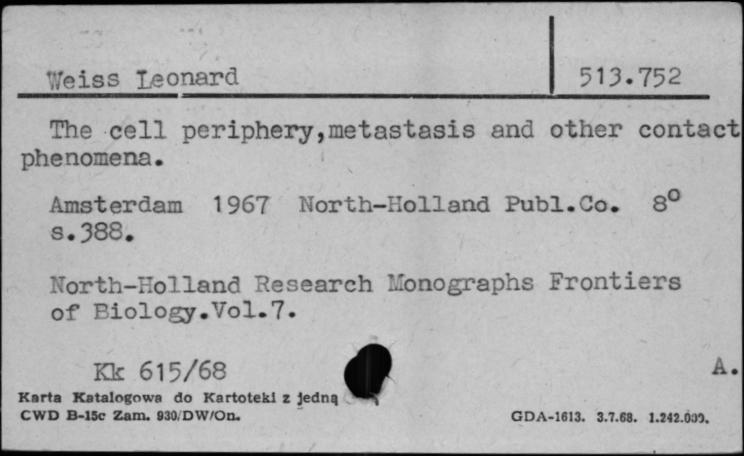 Weiss Leonard 513.752
The cell periphery,metastasis and other contact
phenomena.
Amsterdam 1967 North-Holland Publ.Co. 8º
s.388.
North-Holland Research Monographs Frontiers
of Biology.Vol.7.
Kk 615/68 A.
Karta Katalogowa do Kartoteki z jedną
CWD B-15c Zam. 930/DW/On. GDA-1613. 3.7.68. 1.242.000.